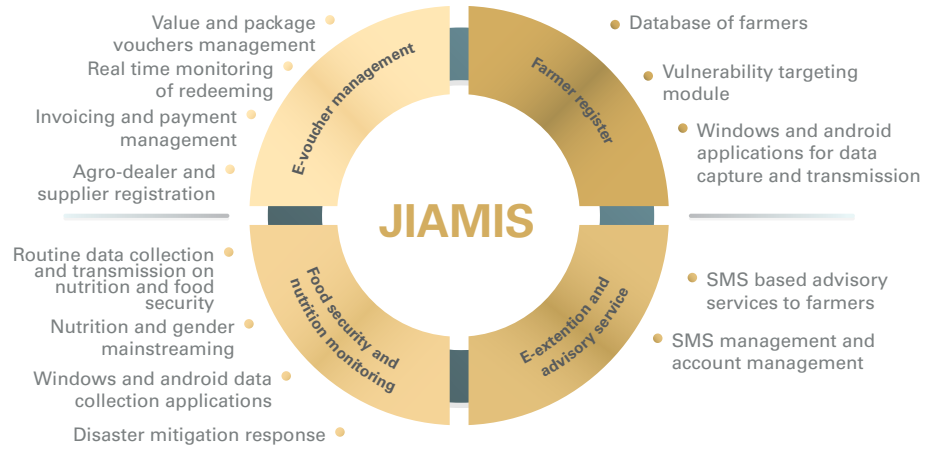 Value and package
vouchers management
Real time monitoring
of redeeming
Invoicing and payment
management
Agro-dealer and
supplier registration
E-voucher management
Farmer register
Database of farmers
Vulnerability targeting
module
Windows and android
applications for data
capture and transmission
JIAMIS
Routine data collection
and transmission on
nutrition and food
security
Nutrition and gender
mainstreaming
Windows and android data
collection applications
Disaster mitigation response
Food security and
nutrition monitoring
E-extention and
advisory service
SMS based advisory
services to farmers
SMS management and
account management